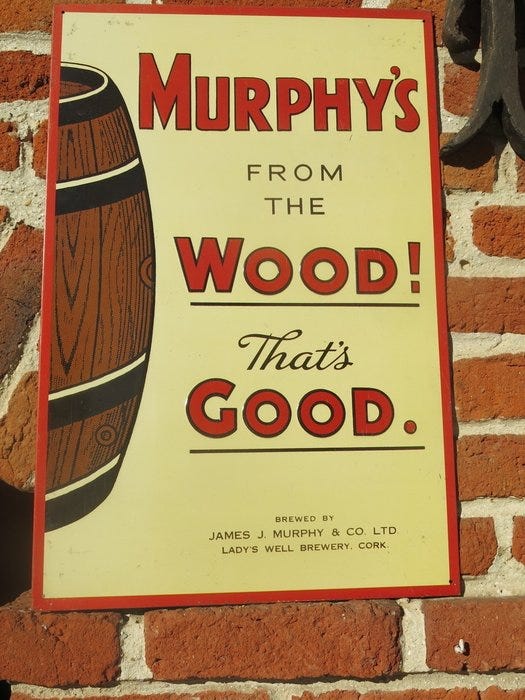 MURPHY'S
FROM
THE
WOOD!
That's
GOOD.
BREWED BY
JAMES J. MURPHY & CO. LTD
LADY'S WELL BREWERY. CORK.